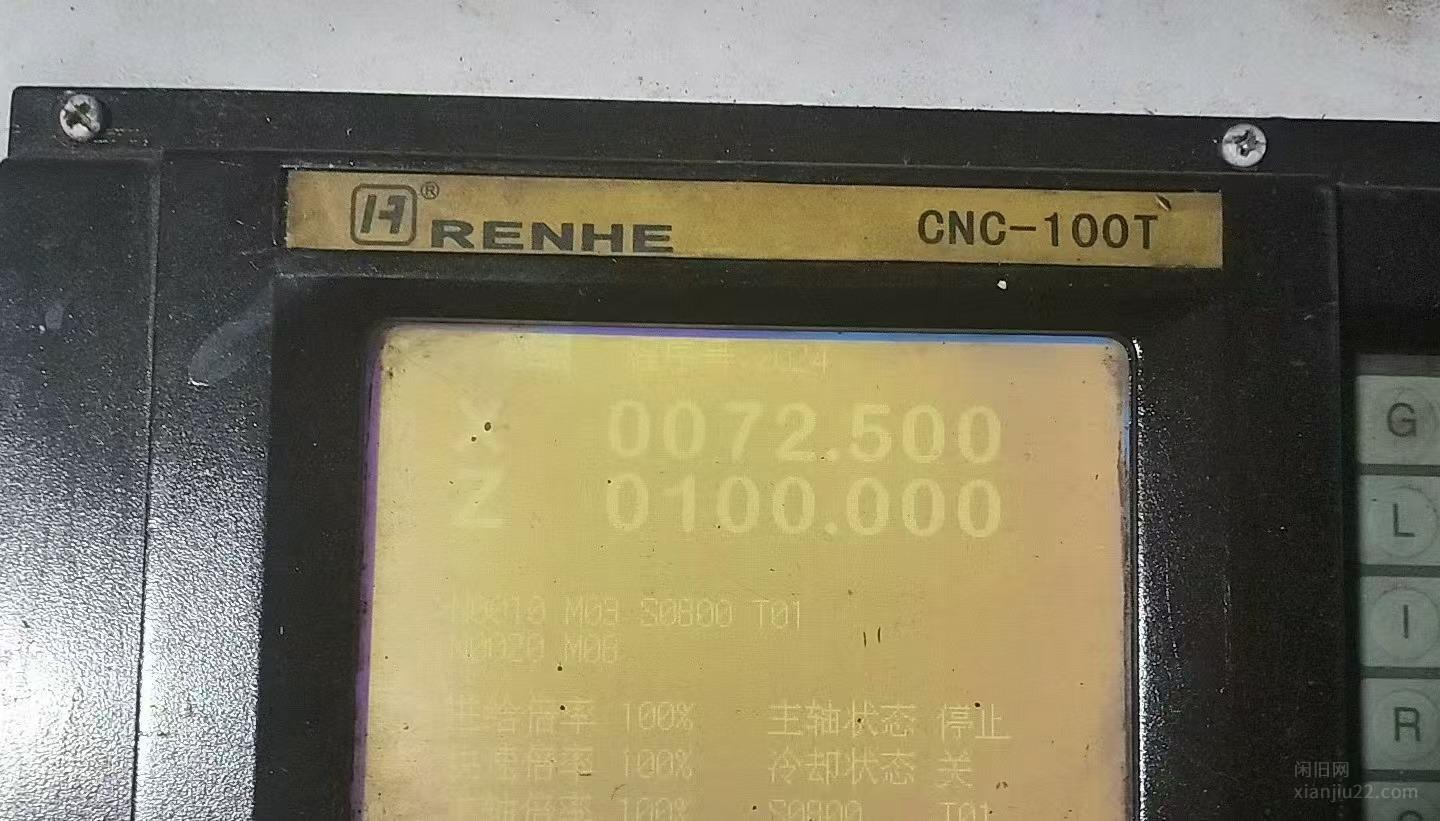 H® RENHE CNC-100T
X 0072.500
Z 0100.000
N0010 M03 S0800 T01
N0020 M08
进给倍率 100% 主轴状态 停止
倍率 100% 冷却状态 关
倍率 100% S0800 T01
G
L
I
R
闲旧网
xianjiu22.com